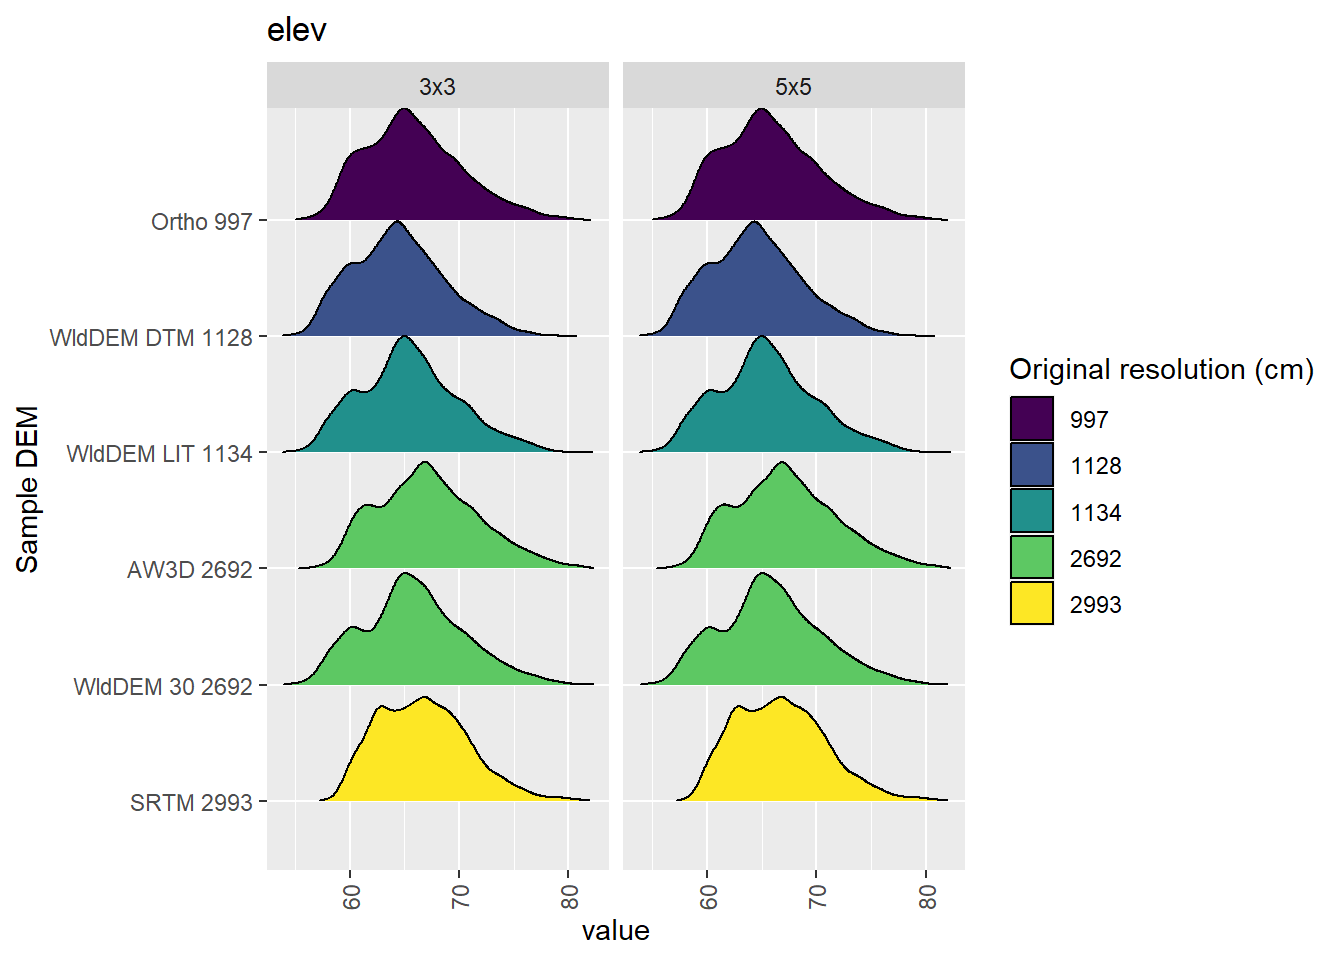 elev
3x3
5x5
Sample DEM
Ortho 997
WldDEM DTM 1128
WldDEM LIT 1134
AW3D 2692
WldDEM 30 2692
SRTM 2993
60
70
80
60
70
80
value
Original resolution (cm)
997
1128
1134
2692
2993